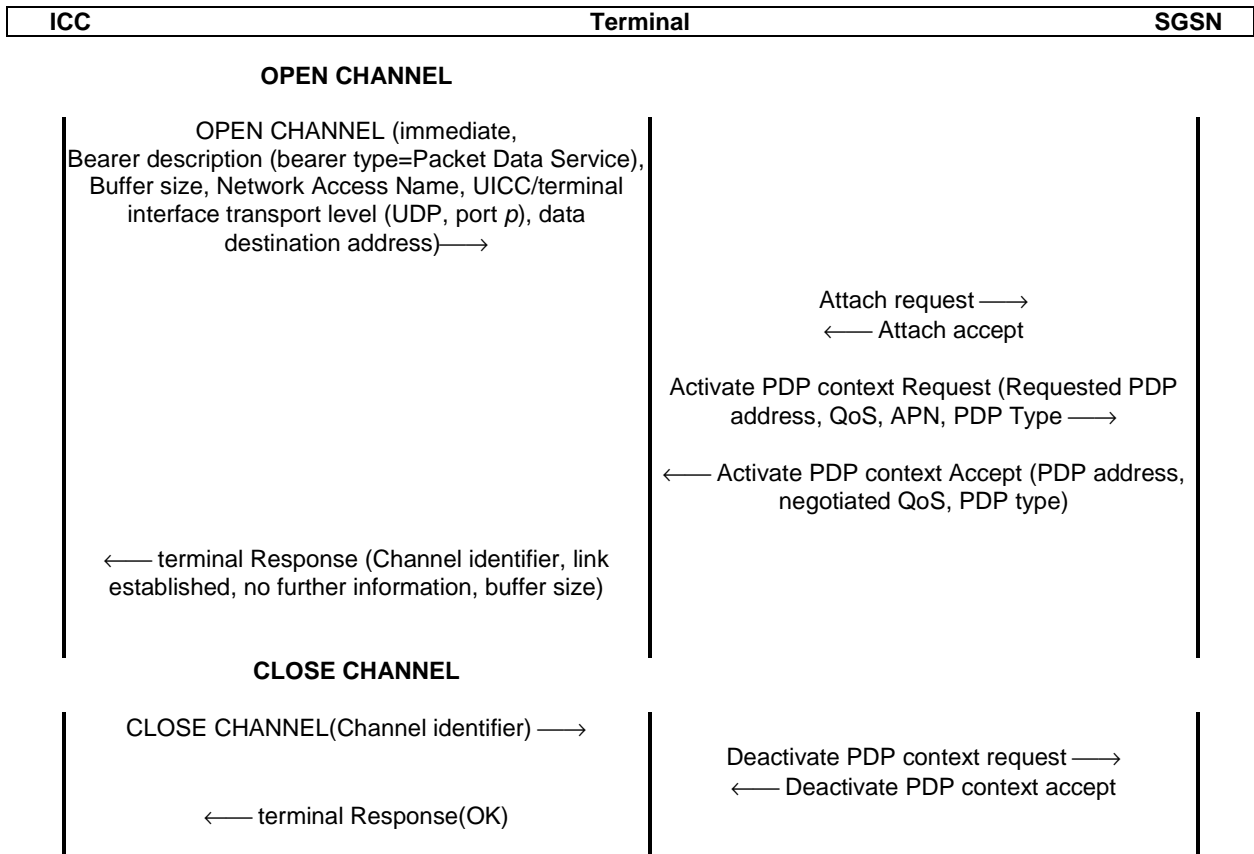 ICC Terminal SGSN
OPEN CHANNEL
OPEN CHANNEL (immediate,
Bearer description (bearer type=Packet Data Service),
Buffer size, Network Access Name, UICC/terminal
interface transport level (UDP, port p), data
destination address)⟶
Attach request ⟶
⟵ Attach accept
Activate PDP context Request (Requested PDP
address, QoS, APN, PDP Type ⟶
⟵ Activate PDP context Accept (PDP address,
negotiated QoS, PDP type)
⟵ terminal Response (Channel identifier, link
established, no further information, buffer size)
CLOSE CHANNEL
CLOSE CHANNEL(Channel identifier) ⟶
Deactivate PDP context request ⟶
⟵ Deactivate PDP context accept
⟵ terminal Response(OK)